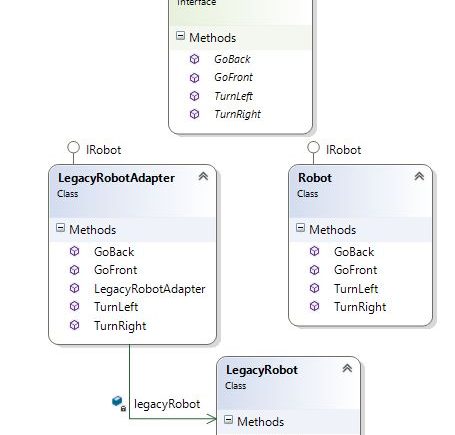 Interface
Methods
GoBack
GoFront
TurnLeft
TurnRight
IRobot
IRobot
LegacyRobotAdapter
Class
Methods
GoBack
GoFront
LegacyRobotAdapter
TurnLeft
TurnRight
Robot
Class
Methods
GoBack
GoFront
TurnLeft
TurnRight
legacyRobot
LegacyRobot
Class
Methods